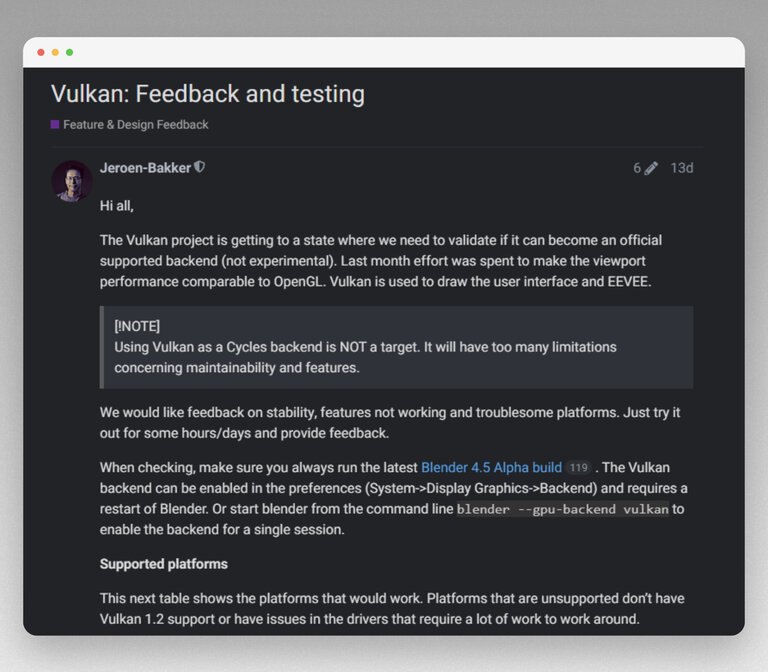 Vulkan: Feedback and testing
Feature & Design Feedback
Jeroen-Bakker
6
13d
Hi all,
The Vulkan project is getting to a state where we need to validate if it can become an official
supported backend (not experimental). Last month effort was spent to make the viewport
performance comparable to OpenGL. Vulkan is used to draw the user interface and EEVEE.
[!NOTE]
Using Vulkan as a Cycles backend is NOT a target. It will have too many limitations
concerning maintainability and features.
We would like feedback on stability, features not working and troublesome platforms. Just try it
out for some hours/days and provide feedback.
When checking, make sure you always run the latest Blender 4.5 Alpha build 119 . The Vulkan
backend can be enabled in the preferences (System->Display Graphics->Backend) and requires a
restart of Blender. Or start blender from the command line blender --gpu-backend vulkan to
enable the backend for a single session.
Supported platforms
This next table shows the platforms that would work. Platforms that are unsupported don’t have
Vulkan 1.2 support or have issues in the drivers that require a lot of work to work around.